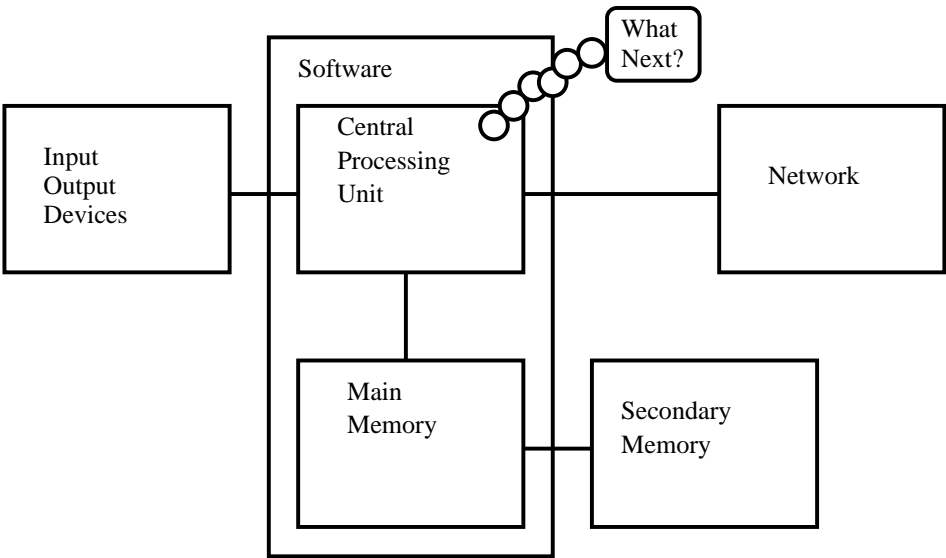 What
Next?
Software
Central
Processing
Unit
Input
Output
Devices
Network
Main
Memory
Secondary
Memory